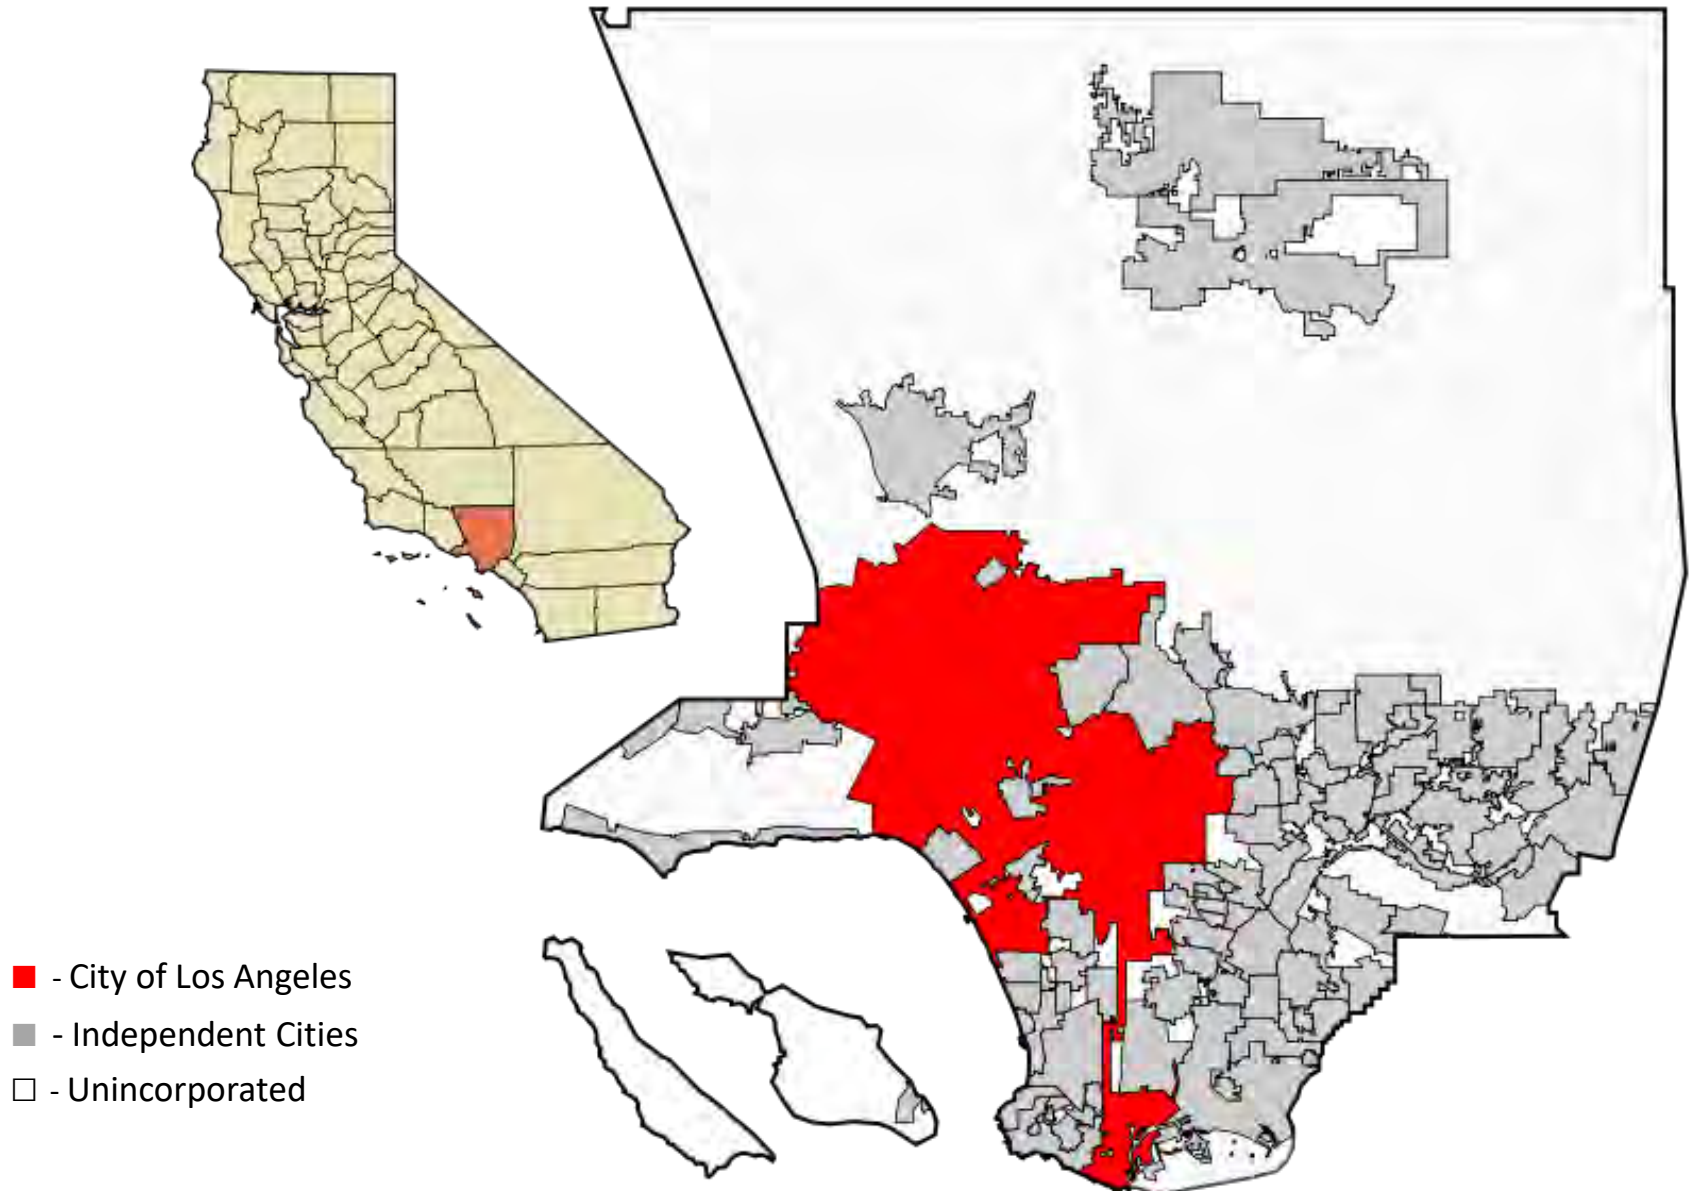 - City of Los Angeles
- Independent Cities
- Unincorporated